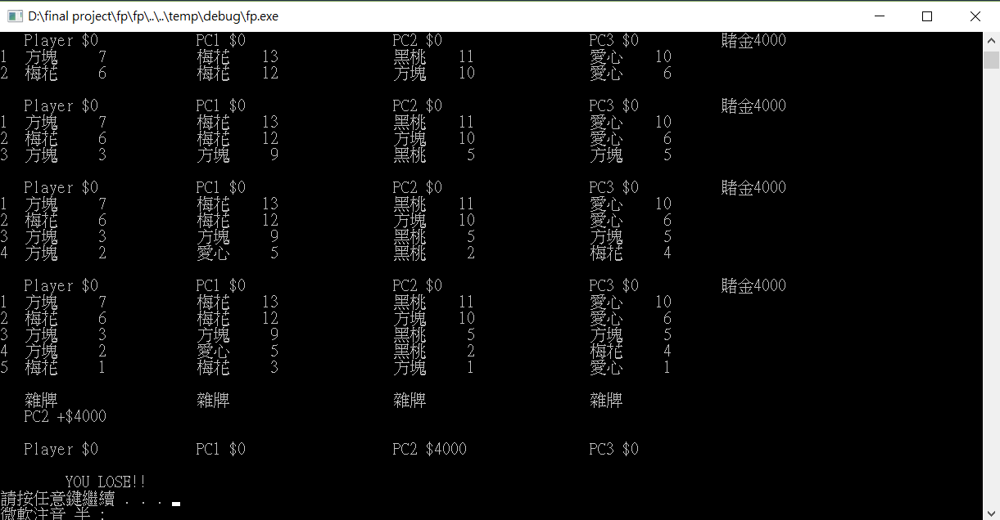 D:\final project\fp\fp\..\..\temp\debug\fp.exe
Player $0 PC1 $0 PC2 $0 PC3 $0 賭金4000
1 方塊 7 梅花 13 黑桃 11 愛心 10
2 梅花 6 梅花 12 方塊 10 愛心 6
Player $0 PC1 $0 PC2 $0 PC3 $0 賭金4000
1 方塊 7 梅花 13 黑桃 11 愛心 10
2 梅花 6 梅花 12 方塊 10 愛心 6
3 方塊 3 方塊 9 黑桃 5 方塊 5
Player $0 PC1 $0 PC2 $0 PC3 $0 賭金4000
1 方塊 7 梅花 13 黑桃 11 愛心 10
2 梅花 6 梅花 12 方塊 10 愛心 6
3 方塊 3 方塊 9 黑桃 5 方塊 5
4 方塊 2 愛心 5 黑桃 2 梅花 4
Player $0 PC1 $0 PC2 $0 PC3 $0 賭金4000
1 方塊 7 梅花 13 黑桃 11 愛心 10
2 梅花 6 梅花 12 方塊 10 愛心 6
3 方塊 3 方塊 9 黑桃 5 方塊 5
4 方塊 2 愛心 5 黑桃 2 梅花 4
5 梅花 1 梅花 3 方塊 1 愛心 1
雜牌 雜牌 雜牌 雜牌
PC2 +$4000
Player $0 PC1 $0 PC2 $4000 PC3 $0
YOU LOSE!!
請按任意鍵繼續 . . .
微軟注音 半 :